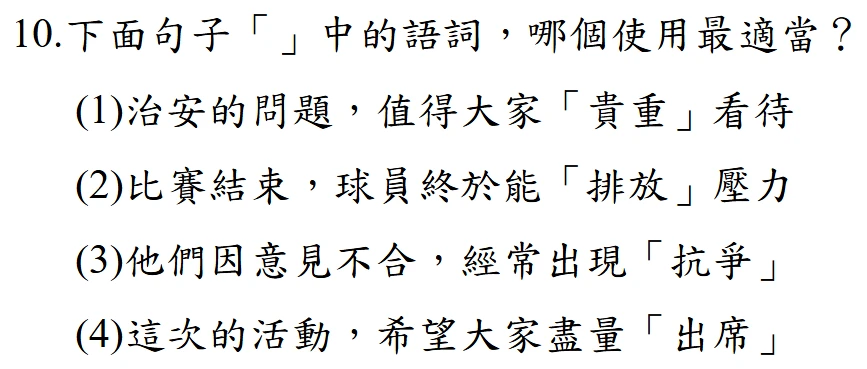 10.下面句子「」中的語詞，哪個使用最適當？
(1)治安的問題，值得大家「貴重」看待
(2)比賽結束，球員終於能「排放」壓力
(3)他們因意見不合，經常出現「抗爭」
(4)這次的活動，希望大家盡量「出席」